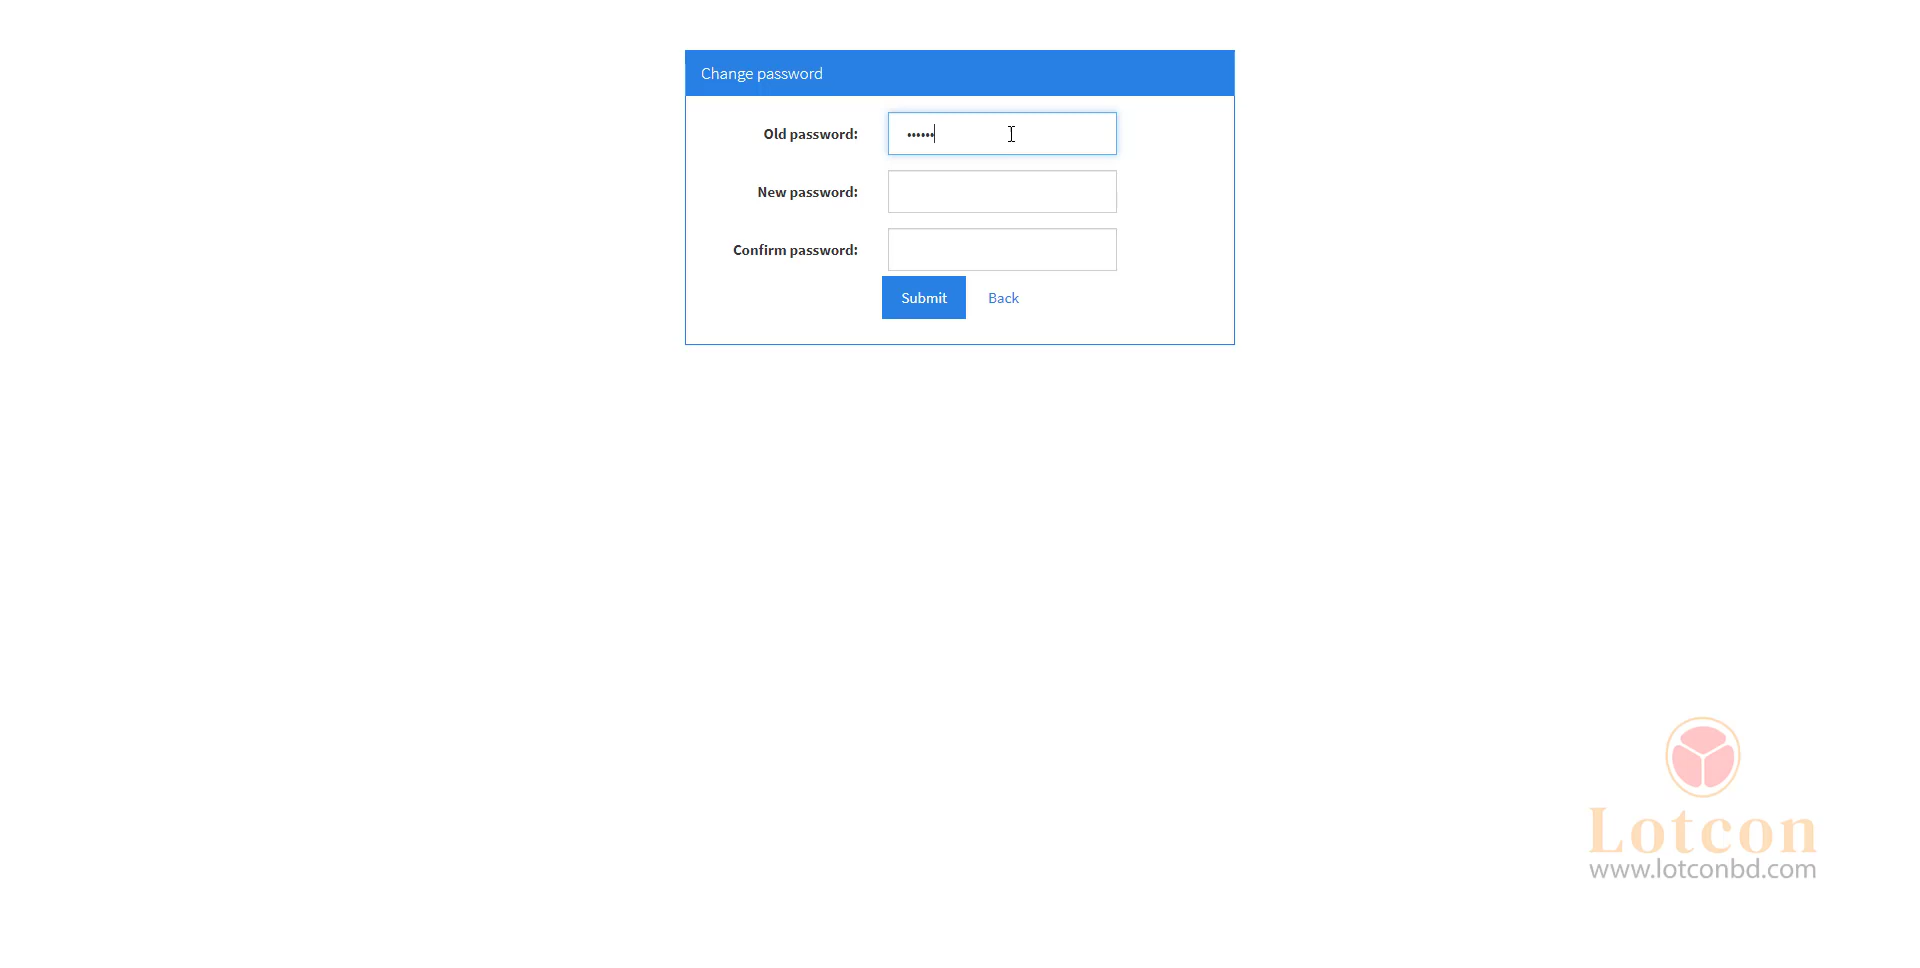 Change password
Old password: ••••••
New password:
Confirm password:
Submit Back
Lotcon
www.lotconbd.com